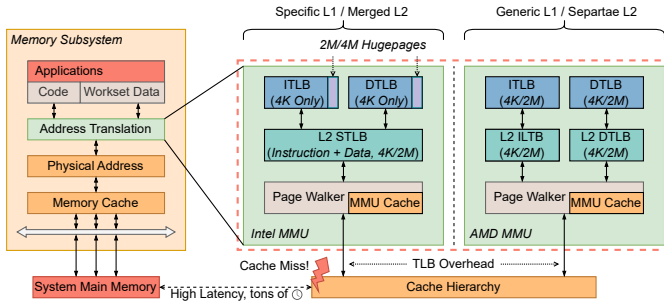 Specific L1 / Merged L2
Generic L1 / Separtae L2
Memory Subsystem
2M/4M Hugepages
Applications
Code
Workset Data
Address Translation
Physical Address
Memory Cache
System Main Memory
ITLB
(4K Only)
DTLB
(4K Only)
L2 STLB
(Instruction + Data, 4K/2M)
Page Walker
MMU Cache
Intel MMU
ITLB
(4K/2M)
DTLB
(4K/2M)
L2 ILTB
(4K/2M)
L2 DTLB
(4K/2M)
Page Walker
MMU Cache
AMD MMU
Cache Miss!
TLB Overhead
High Latency, tons of
Cache Hierarchy